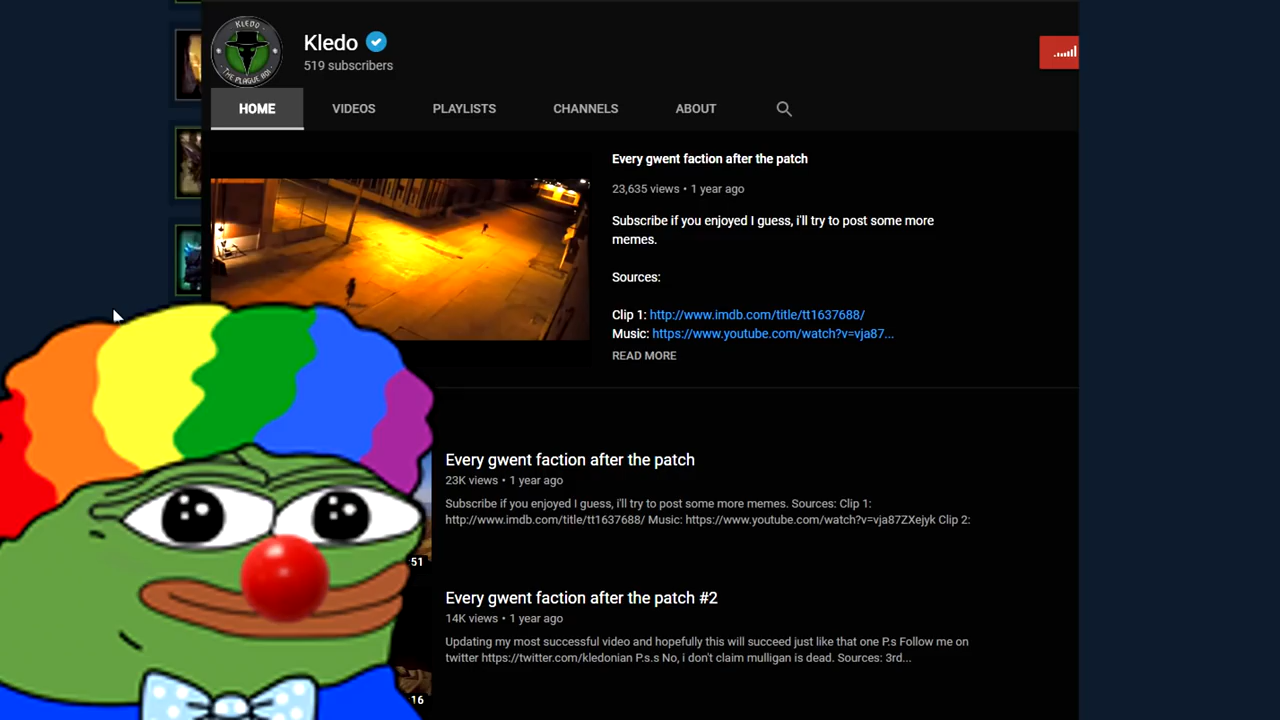 KLEDO
THE PLAGUE BOI
Kledo
519 subscribers
HOME VIDEOS PLAYLISTS CHANNELS ABOUT
Every gwent faction after the patch
23,635 views • 1 year ago
Subscribe if you enjoyed I guess, i'll try to post some more
memes.
Sources:
Clip 1: http://www.imdb.com/title/tt1637688/
Music: https://www.youtube.com/watch?v=vja87...
READ MORE
Every gwent faction after the patch
23K views • 1 year ago
Subscribe if you enjoyed I guess, i'll try to post some more memes. Sources: Clip 1:
http://www.imdb.com/title/tt1637688/ Music: https://www.youtube.com/watch?v=vja87ZXejyk Clip 2:
51
Every gwent faction after the patch #2
14K views • 1 year ago
Updating my most successful video and hopefully this will succeed just like that one P.s Follow me on
twitter https://twitter.com/kledonian P.s.s No, i don't claim mulligan is dead. Sources: 3rd...
16